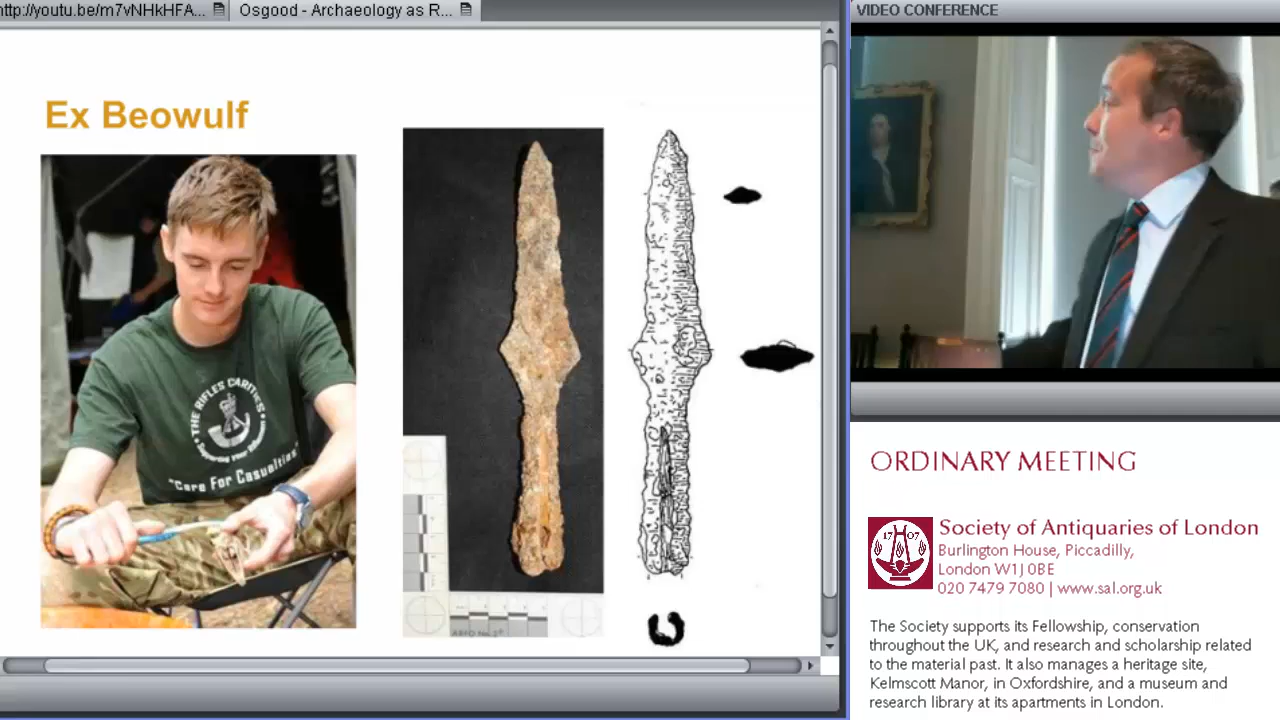 http://youtu.be/m7vNHkHFA...
Osgood - Archaeology as R...
VIDEO CONFERENCE
Ex Beowulf
THE RIFLES CARITIES
"Care For Casualties"
ORDINARY MEETING
1707
Society of Antiquaries of London
Burlington House, Piccadilly,
London W1J 0BE
020 7479 7080 | www.sal.org.uk
The Society supports its Fellowship, conservation
throughout the UK, and research and scholarship related
to the material past. It also manages a heritage site,
Kelmscott Manor, in Oxfordshire, and a museum and
research library at its apartments in London.